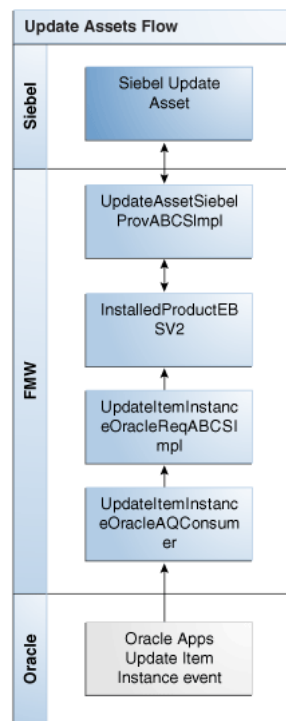 Update Assets Flow
Siebel
Siebel Update
Asset
FMW
UpdateAssetSiebel
ProvABCSImpl
InstalledProductEB
SV2
UpdateItemInstanc
eOracleReqABCSI
mpl
UpdateItemInstanc
eOracleAQConsum
er
Oracle
Oracle Apps
Update Item
Instance event